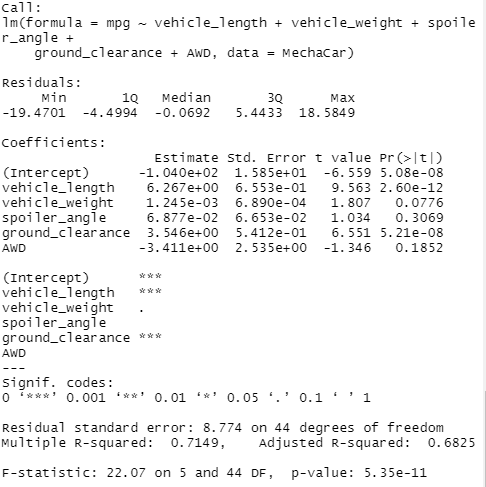 Call:
lm(formula = mpg ~ vehicle_length + vehicle_weight + spoile
r_angle +
    ground_clearance + AWD, data = MechaCar)

Residuals:
     Min       1Q   Median       3Q      Max
-19.4701  -4.4994  -0.0692   5.4433  18.5849

Coefficients:
                   Estimate Std. Error t value Pr(>|t|)
(Intercept)      -1.040e+02  1.585e+01  -6.559 5.08e-08
vehicle_length    6.267e+00  6.553e-01   9.563 2.60e-12
vehicle_weight    1.245e-03  6.890e-04   1.807   0.0776
spoiler_angle     6.877e-02  6.653e-02   1.034   0.3069
ground_clearance  3.546e+00  5.412e-01   6.551 5.21e-08
AWD              -3.411e+00  2.535e+00  -1.346   0.1852

(Intercept)      ***
vehicle_length   ***
vehicle_weight   .
spoiler_angle
ground_clearance ***
AWD
---
Signif. codes:
0 ‘***’ 0.001 ‘**’ 0.01 ‘*’ 0.05 ‘.’ 0.1 ‘ ’ 1

Residual standard error: 8.774 on 44 degrees of freedom
Multiple R-squared:  0.7149,    Adjusted R-squared:  0.6825

F-statistic: 22.07 on 5 and 44 DF,  p-value: 5.35e-11